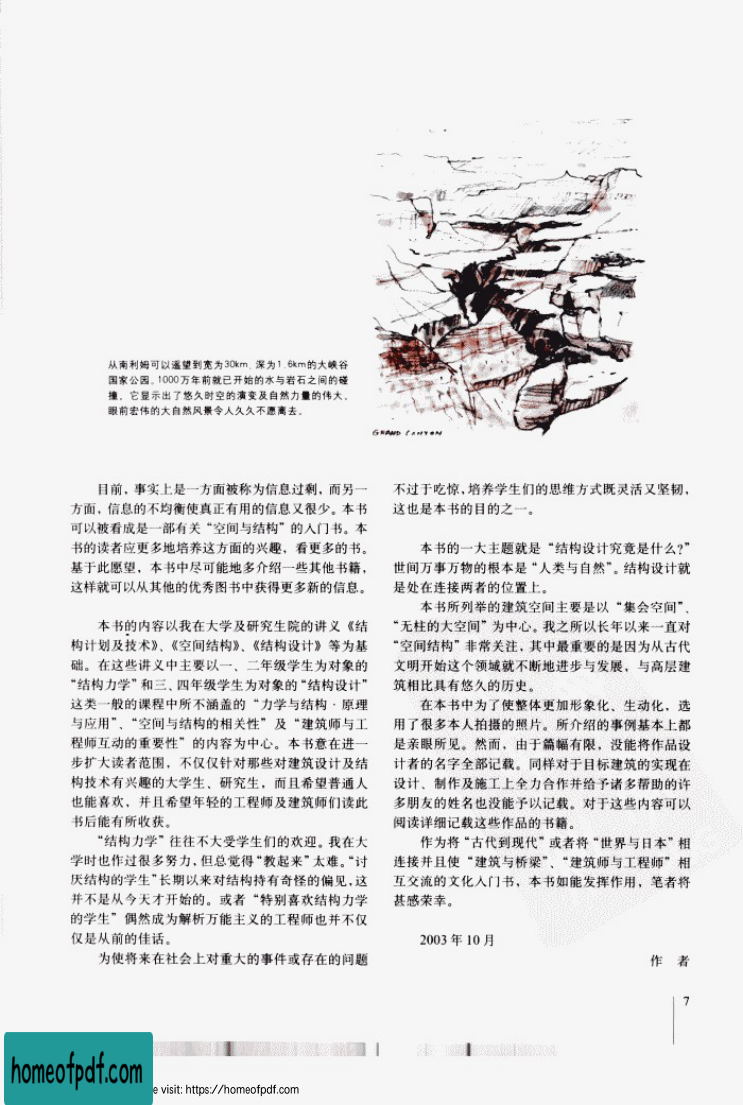 从南利姆可以遥望到宽为30km、深为1.6km的大峡谷
国家公园。1000万年前就已开始的水与岩石之间的碰
撞，它显示出了悠久时空的演变及自然力量的伟大，
眼前宏伟的大自然风景令人久久不愿离去。
GRAND CANYON
目前，事实上是一方面被称为信息过剩，而另一
方面，信息的不均衡使真正有用的信息又很少。本书
可以被看成是一部有关“空间与结构”的入门书。本
书的读者应更多地培养这方面的兴趣，看更多的书。
基于此愿望，本书中尽可能地多介绍一些其他书籍，
这样就可以从其他的优秀图书中获得更多新的信息。
本书的内容以我在大学及研究生院的讲义《结
构计划及技术》、《空间结构》、《结构设计》等为基
础。在这些讲义中主要以一、二年级学生为对象的
“结构力学”和三、四年级学生为对象的“结构设计”
这类一般的课程中所不涵盖的“力学与结构·原理
与应用”、“空间与结构的相关性”及“建筑师与工
程师互动的重要性”的内容为中心。本书意在进一
步扩大读者范围，不仅仅针对那些对建筑设计及结
构技术有兴趣的大学生、研究生，而且希望普通人
也能喜欢，并且希望年轻的工程师及建筑师们读此
书后能有所收获。
“结构力学”往往不大受学生们的欢迎。我在大
学时也作过很多努力，但总觉得“教起来”太难。“讨
厌结构的学生”长期以来对结构持有奇怪的偏见，这
并不是从今天才开始的。或者“特别喜欢结构力学
的学生”偶然成为解析万能主义的工程师也并不仅
仅是从前的佳话。
为使将来在社会上对重大的事件或存在的问题
不过于吃惊，培养学生们的思维方式既灵活又坚韧，
这也是本书的目的之一。
本书的一大主题就是“结构设计究竟是什么？”
世间万事万物的根本是“人类与自然”。结构设计就
是处在连接两者的位置上。
本书所列举的建筑空间主要是以“集会空间”、
“无柱的大空间”为中心。我之所以长年以来一直对
“空间结构”非常关注，其中最重要的是因为从古代
文明开始这个领域就不断地进步与发展，与高层建
筑相比具有悠久的历史。
在本书中为了使整体更加形象化、生动化，选
用了很多本人拍摄的照片。所介绍的事例基本上都
是亲眼所见。然而，由于篇幅有限，没能将作品设
计者的名字全部记载。同样对于目标建筑的实现在
设计、制作及施工上全力合作并给予诸多帮助的许
多朋友的姓名也没能予以记载。对于这些内容可以
阅读详细记载这些作品的书籍。
作为将“古代到现代”或者将“世界与日本”相
连接并且使“建筑与桥梁”、“建筑师与工程师”相
互交流的文化入门书，本书如能发挥作用，笔者将
甚感荣幸。
2003年10月
作 者
7
homeofpdf.com
e visit: https://homeofpdf.com